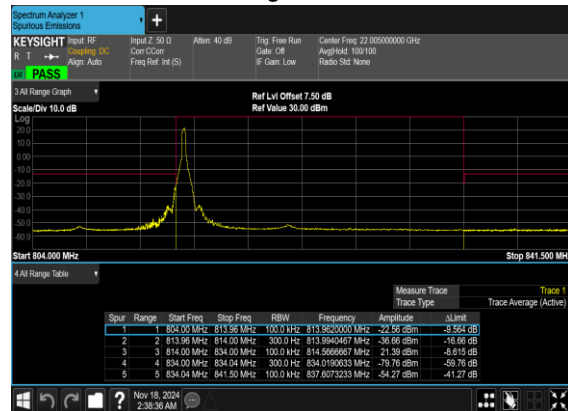 Spectrum Analyzer 1
Spurious Emissions
+
KEYSIGHT Input: RF Input Z: 50 Ω Atten: 40 dB Trig: Free Run Center Freq: 22.005000000 GHz
R T Coupling: DC Corr CCorr Gate: Off Avg|Hold: 100/100
Align: Auto Freq Ref: Int (S) IF Gain: Low Radio Std: None
PASS
3 All Range Graph
Ref Lvl Offset 7.50 dB
Scale/Div 10.0 dB Ref Value 30.00 dBm
Log
20.0
10.0
0.00
-10.0
-20.0
-30.0
-40.0
-50.0
-60.0
Start 804.000 MHz Stop 841.500 MH
4 All Range Table
Measure Trace Trace 1
Trace Type Trace Average (Active)
Spur Range Start Freq Stop Freq RBW Frequency Amplitude ΔLimit
1 1 804.00 MHz 813.96 MHz 100.0 kHz 813.9620000 MHz -22.56 dBm -9.564 dB
2 2 813.96 MHz 814.00 MHz 300.0 Hz 813.9940467 MHz -36.66 dBm -16.66 dB
3 3 814.00 MHz 834.00 MHz 100.0 kHz 814.5666667 MHz 21.39 dBm -8.615 dB
4 4 834.00 MHz 834.04 MHz 300.0 Hz 834.0190633 MHz -79.76 dBm -59.76 dB
5 5 834.04 MHz 841.50 MHz 100.0 kHz 837.6073233 MHz -54.27 dBm -41.27 dB
? Nov 18, 2024
2:38:36 AM